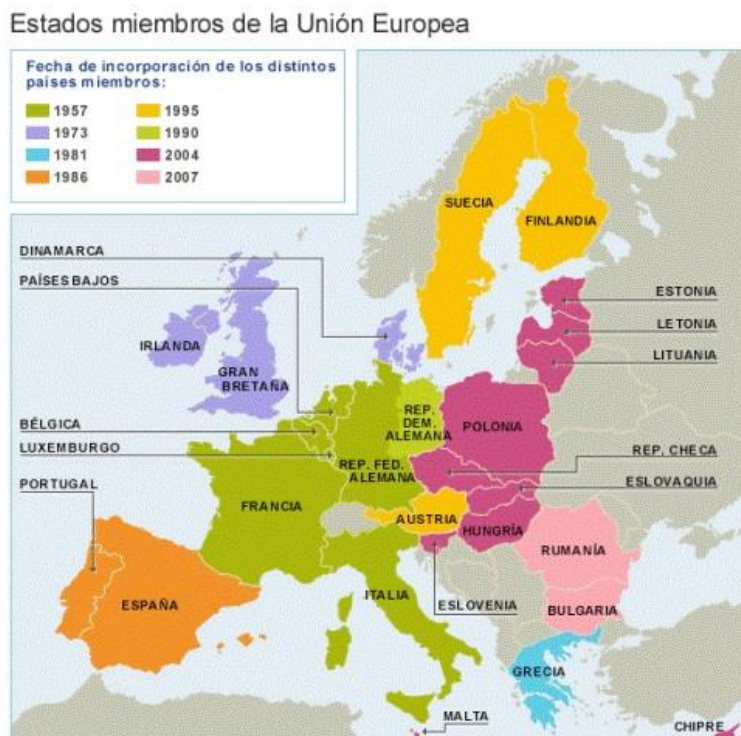 Estados miembros de la Unión Europea
Fecha de incorporación de los distintos
países miembros:
1957
1973
1981
1986
1995
1990
2004
2007
SUECIA
FINLANDIA
DINAMARCA
PAÍSES BAJOS
ESTONIA
LETONIA
LITUANIA
IRLANDA
GRAN
BRETAÑA
BÉLGICA
LUXEMBURGO
PORTUGAL
REP.
DEM.
ALEMANA
POLONIA
REP. CHECA
REP. FED.
ALEMANA
ESLOVAQUIA
FRANCIA
AUSTRIA
HUNGRÍA
RUMANÍA
ESPAÑA
ITALIA
ESLOVENIA
BULGARIA
GRECIA
MALTA
CHIPRE